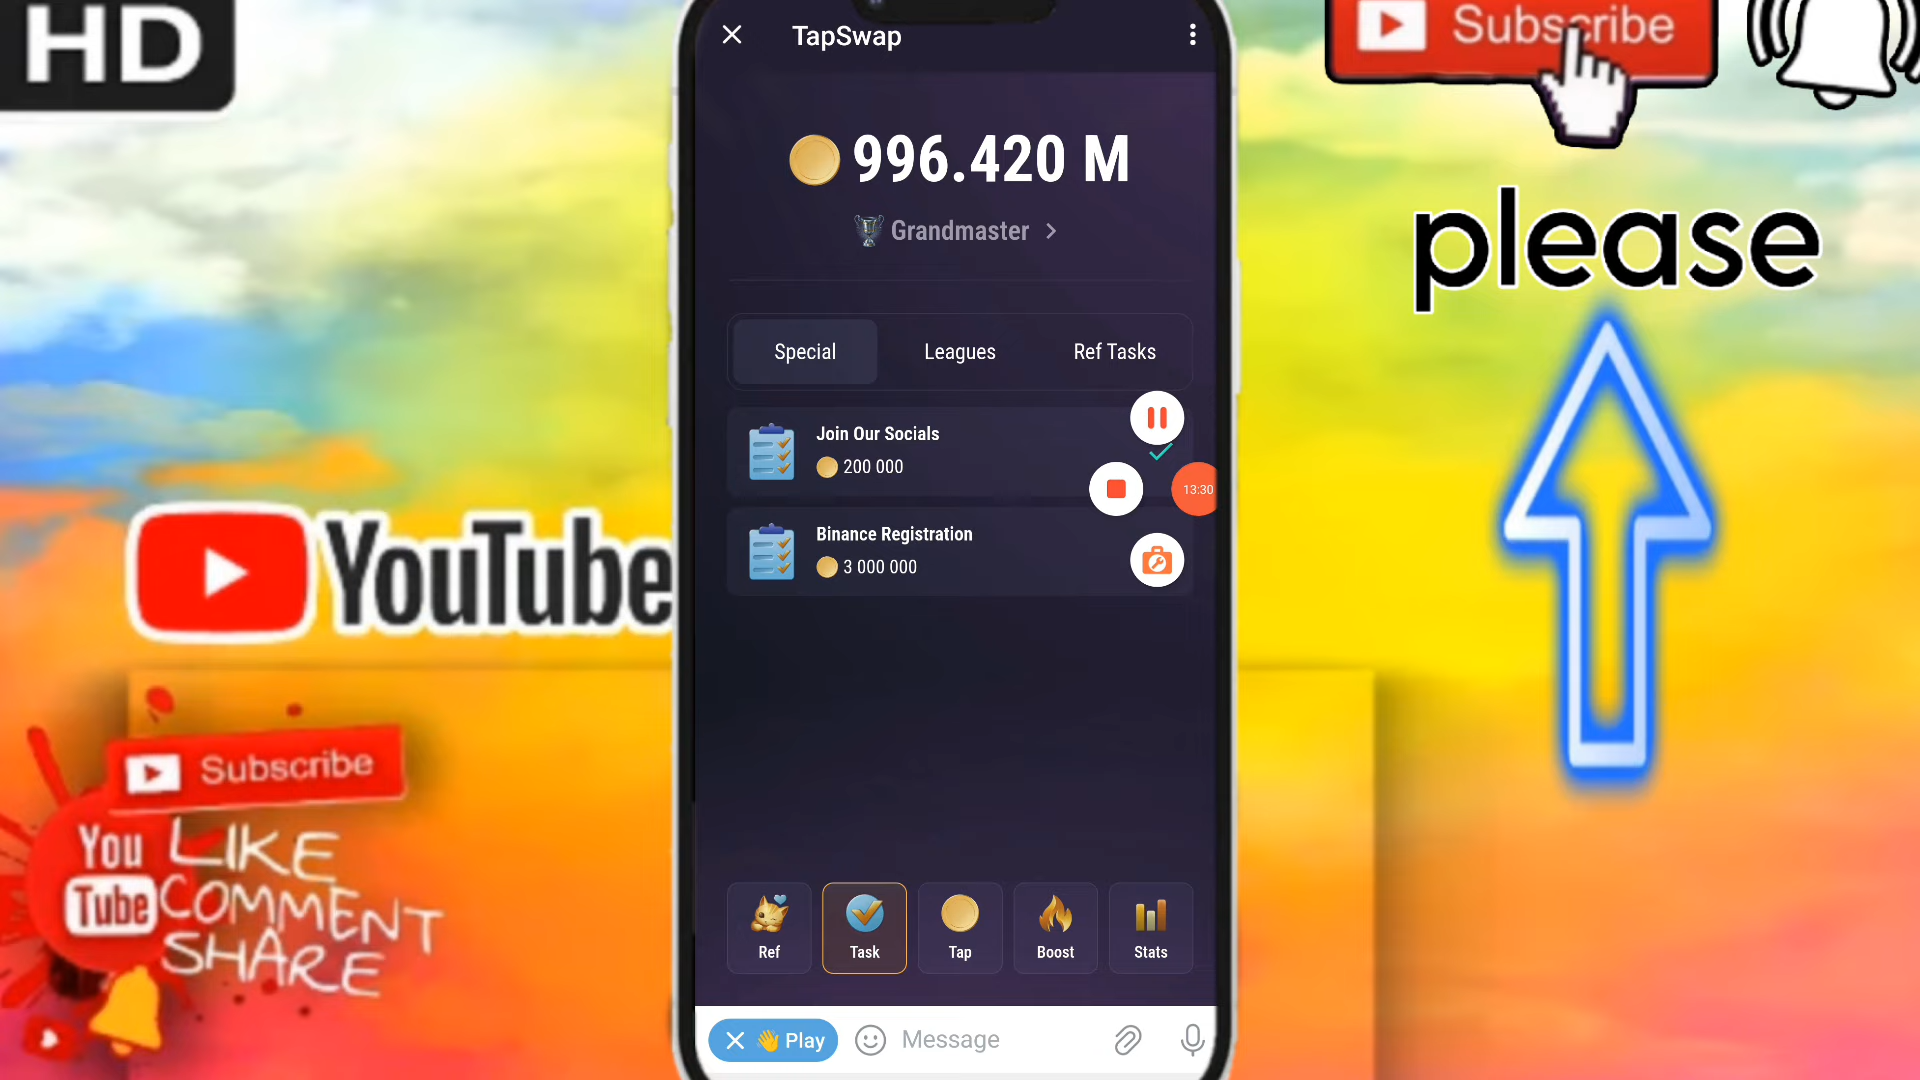 HD
Subscribe
please
YouTube
Subscribe
You
Tube
LIKE
COMMENT
SHARE
TapSwap
996.420 M
Grandmaster
Special
Leagues
Ref Tasks
Join Our Socials
200 000
13:30
Binance Registration
3 000 000
Ref
Task
Tap
Boost
Stats
Play
Message